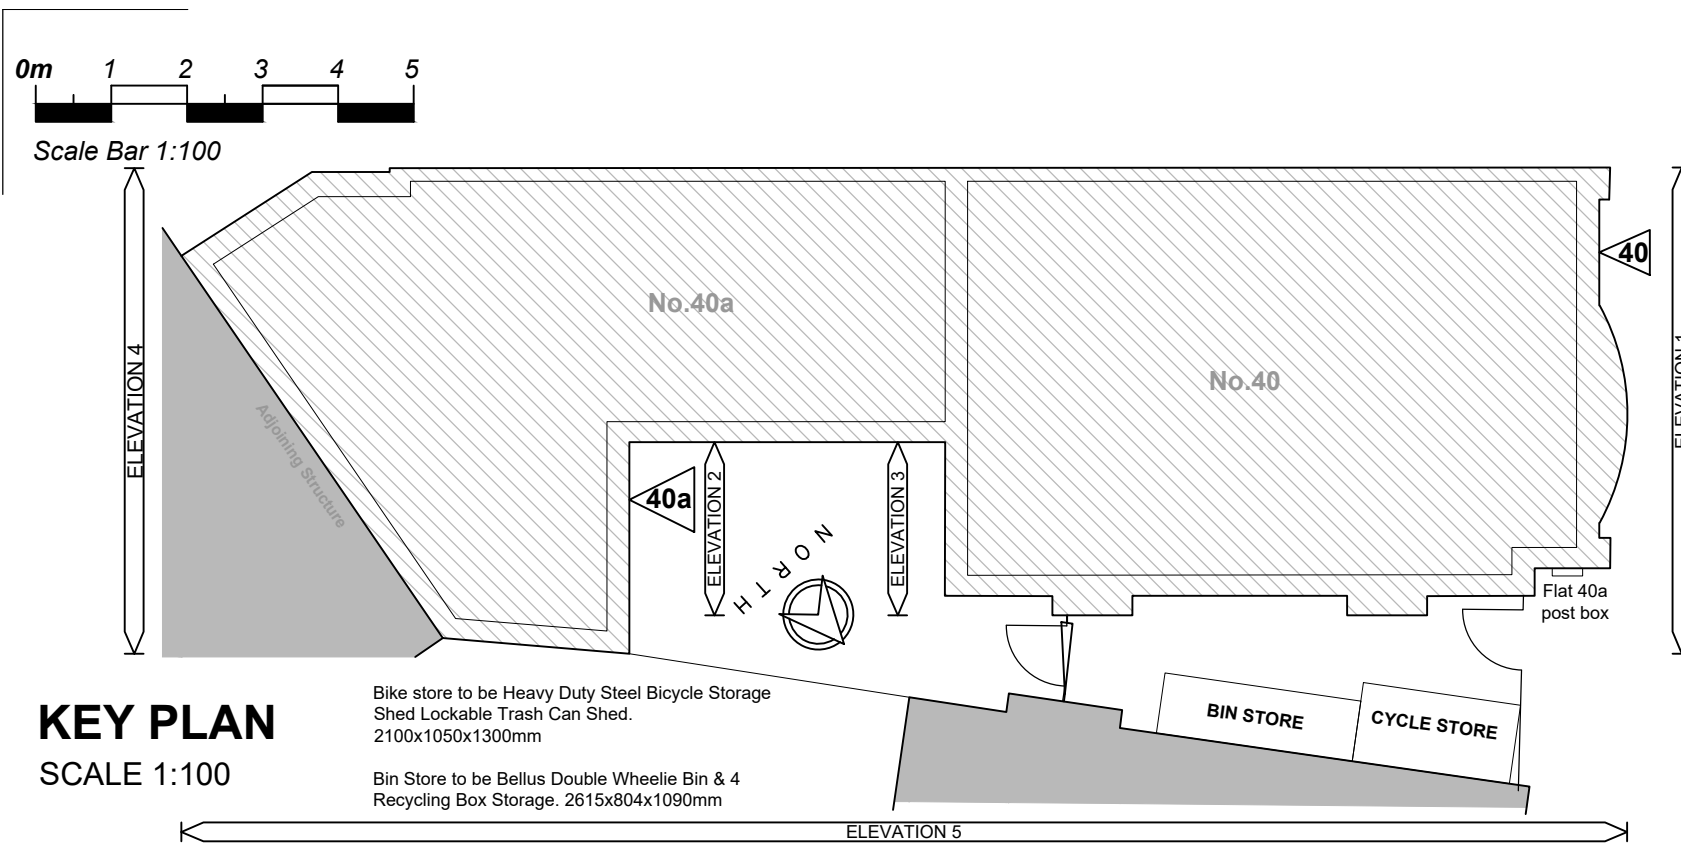 0m 1 2 3 4 5
Scale Bar 1:100
ELEVATION 4
Adjoining Structure
No.40a
No.40
40
ELEVATION 1
40a
ELEVATION 2
ELEVATION 3
NORTH
Flat 40a
post box
BIN STORE
CYCLE STORE
KEY PLAN
SCALE 1:100
Bike store to be Heavy Duty Steel Bicycle Storage
Shed Lockable Trash Can Shed.
2100x1050x1300mm
Bin Store to be Bellus Double Wheelie Bin & 4
Recycling Box Storage. 2615x804x1090mm
ELEVATION 5